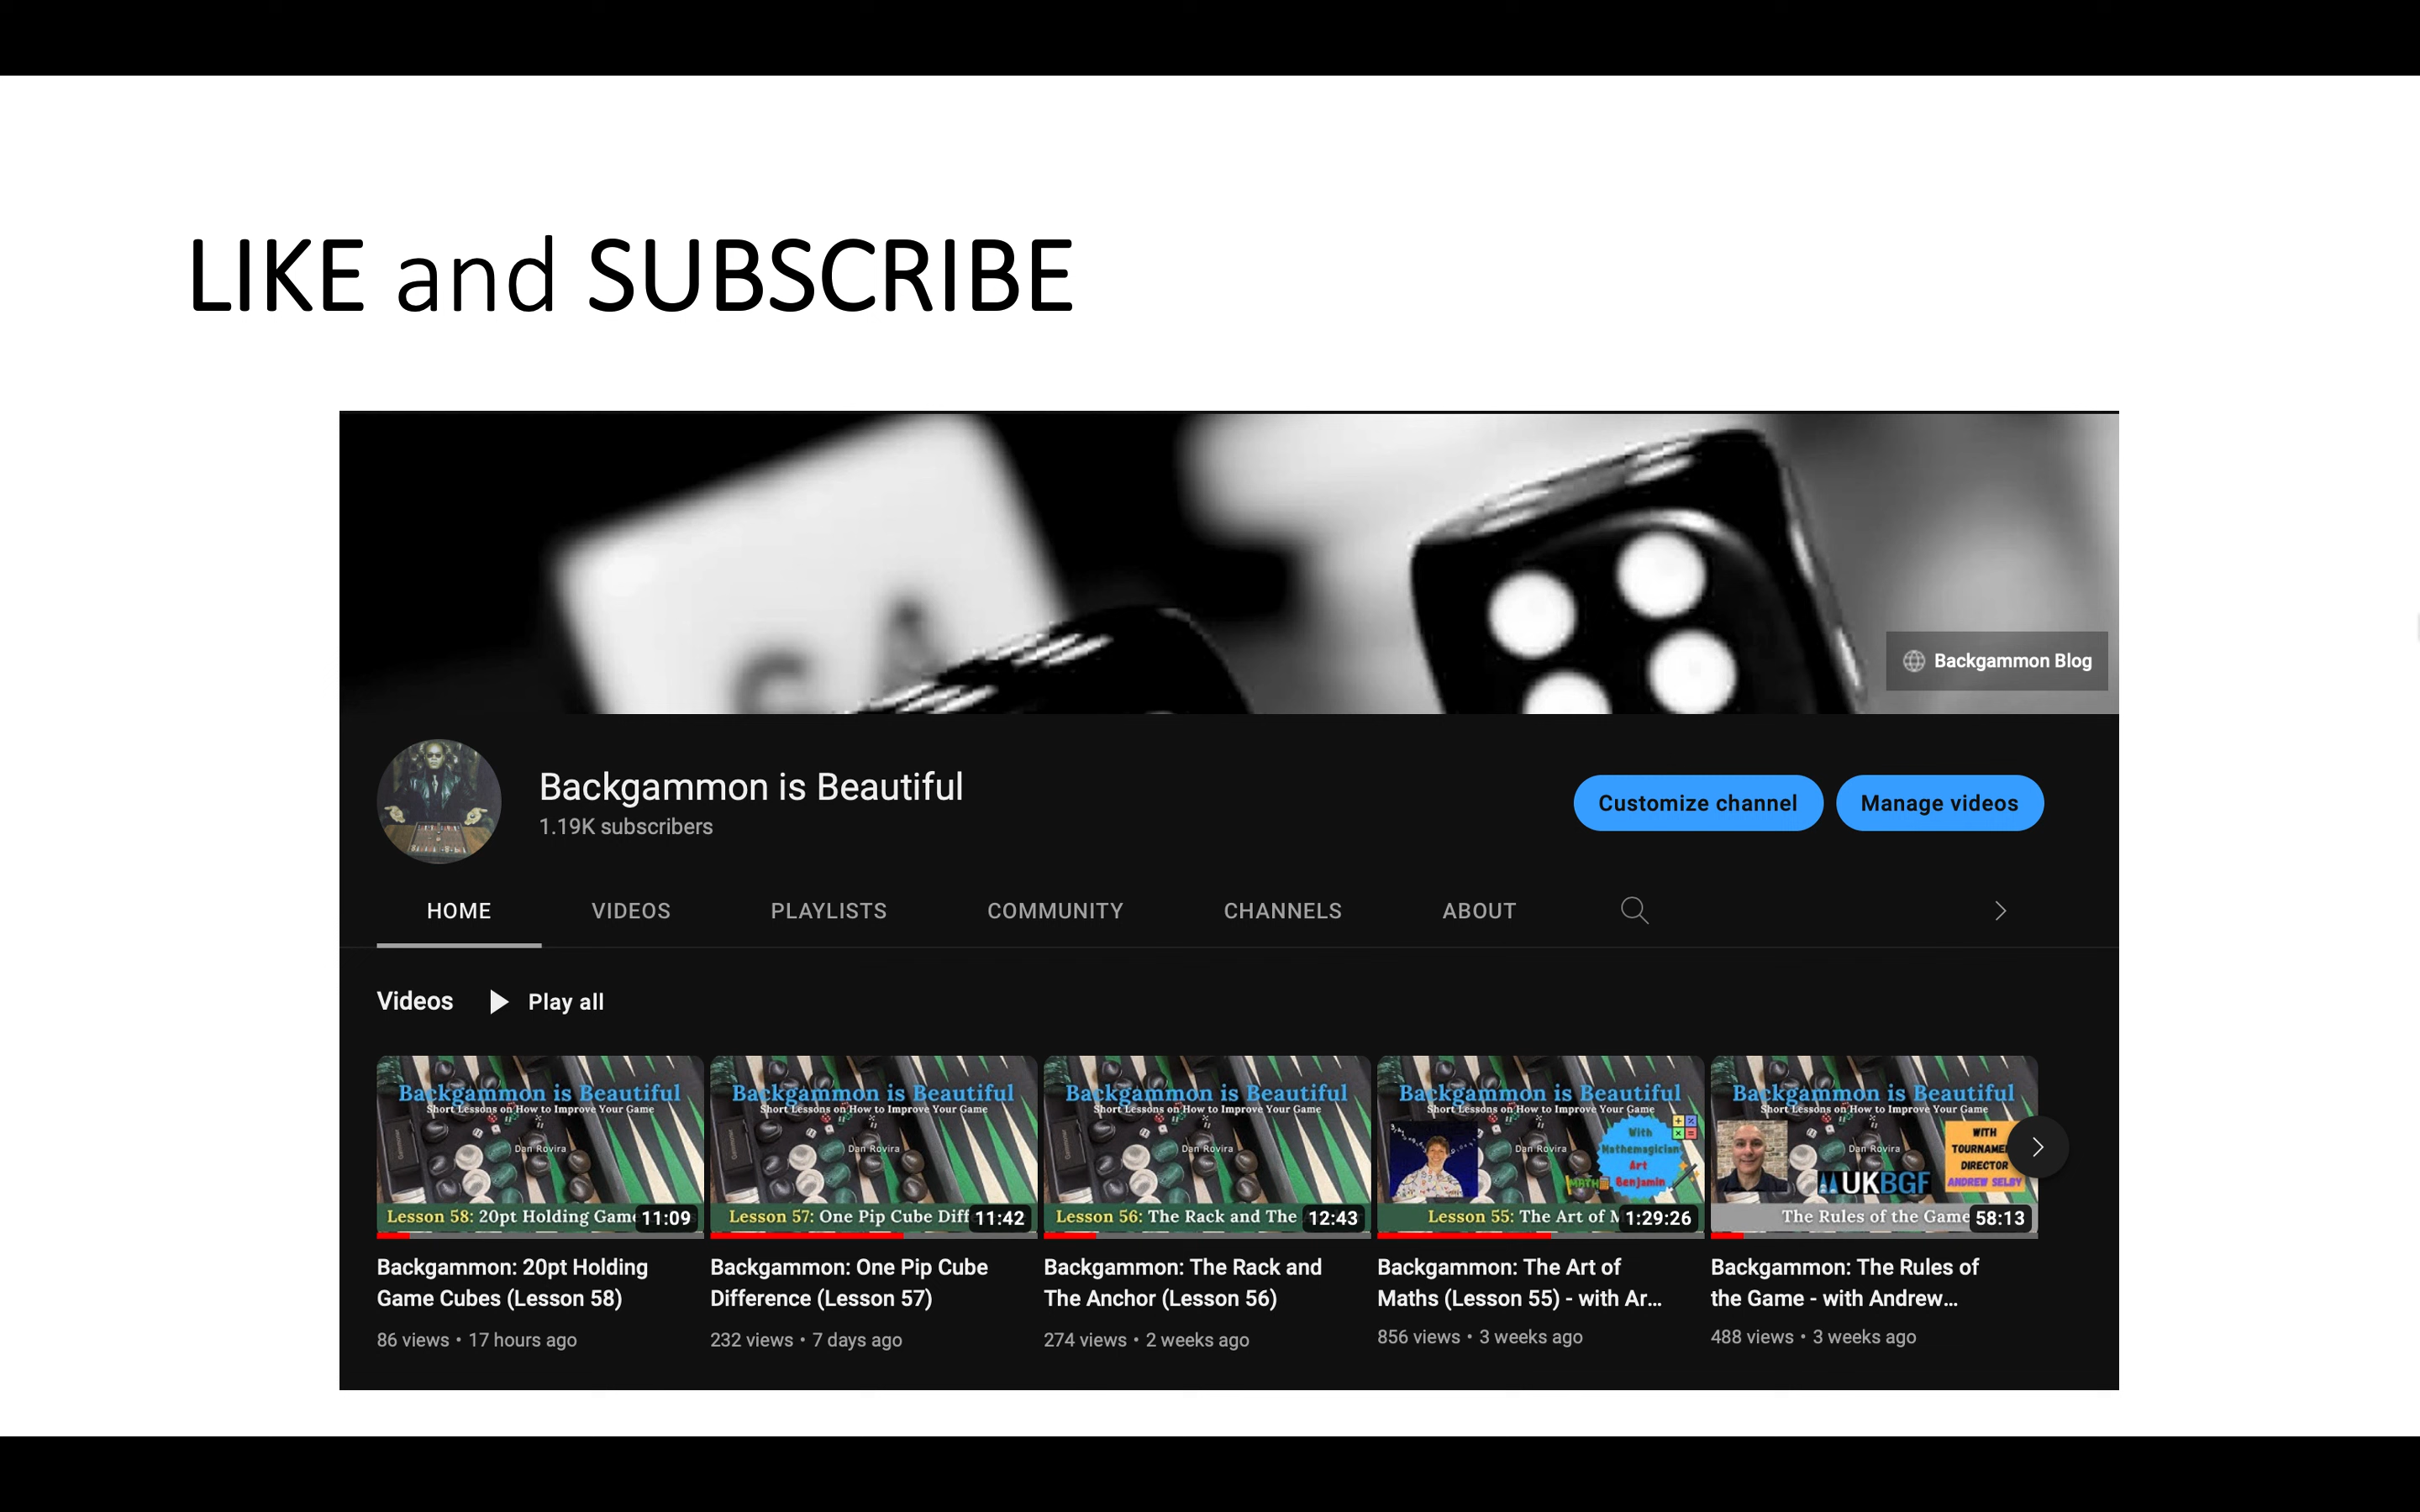 LIKE and SUBSCRIBE
Backgammon Blog
Backgammon is Beautiful
1.19K subscribers
Customize channel
Manage videos
HOME
VIDEOS
PLAYLISTS
COMMUNITY
CHANNELS
ABOUT
Videos
Play all
Backgammon is Beautiful
Short Lessons on How to Improve Your Game
Dan Rovira
Lesson 58: 20pt Holding Game
11:09
Backgammon: 20pt Holding
Game Cubes (Lesson 58)
86 views • 17 hours ago
Backgammon is Beautiful
Short Lessons on How to Improve Your Game
Dan Rovira
Lesson 57: One Pip Cube Diff
11:42
Backgammon: One Pip Cube
Difference (Lesson 57)
232 views • 7 days ago
Backgammon is Beautiful
Short Lessons on How to Improve Your Game
Dan Rovira
Lesson 56: The Rack and The
12:43
Backgammon: The Rack and
The Anchor (Lesson 56)
274 views • 2 weeks ago
Backgammon is Beautiful
Short Lessons on How to Improve Your Game
Dan Rovira
With
Mathemagician
Art
Benjamin
MATH
Lesson 55: The Art of M
1:29:26
Backgammon: The Art of
Maths (Lesson 55) - with Ar...
856 views • 3 weeks ago
Backgammon is Beautiful
Short Lessons on How to Improve Your Game
Dan Rovira
WITH
TOURNAME
DIRECTOR
ANDREW SELBY
UKBGF
The Rules of the Game
58:13
Backgammon: The Rules of
the Game - with Andrew...
488 views • 3 weeks ago